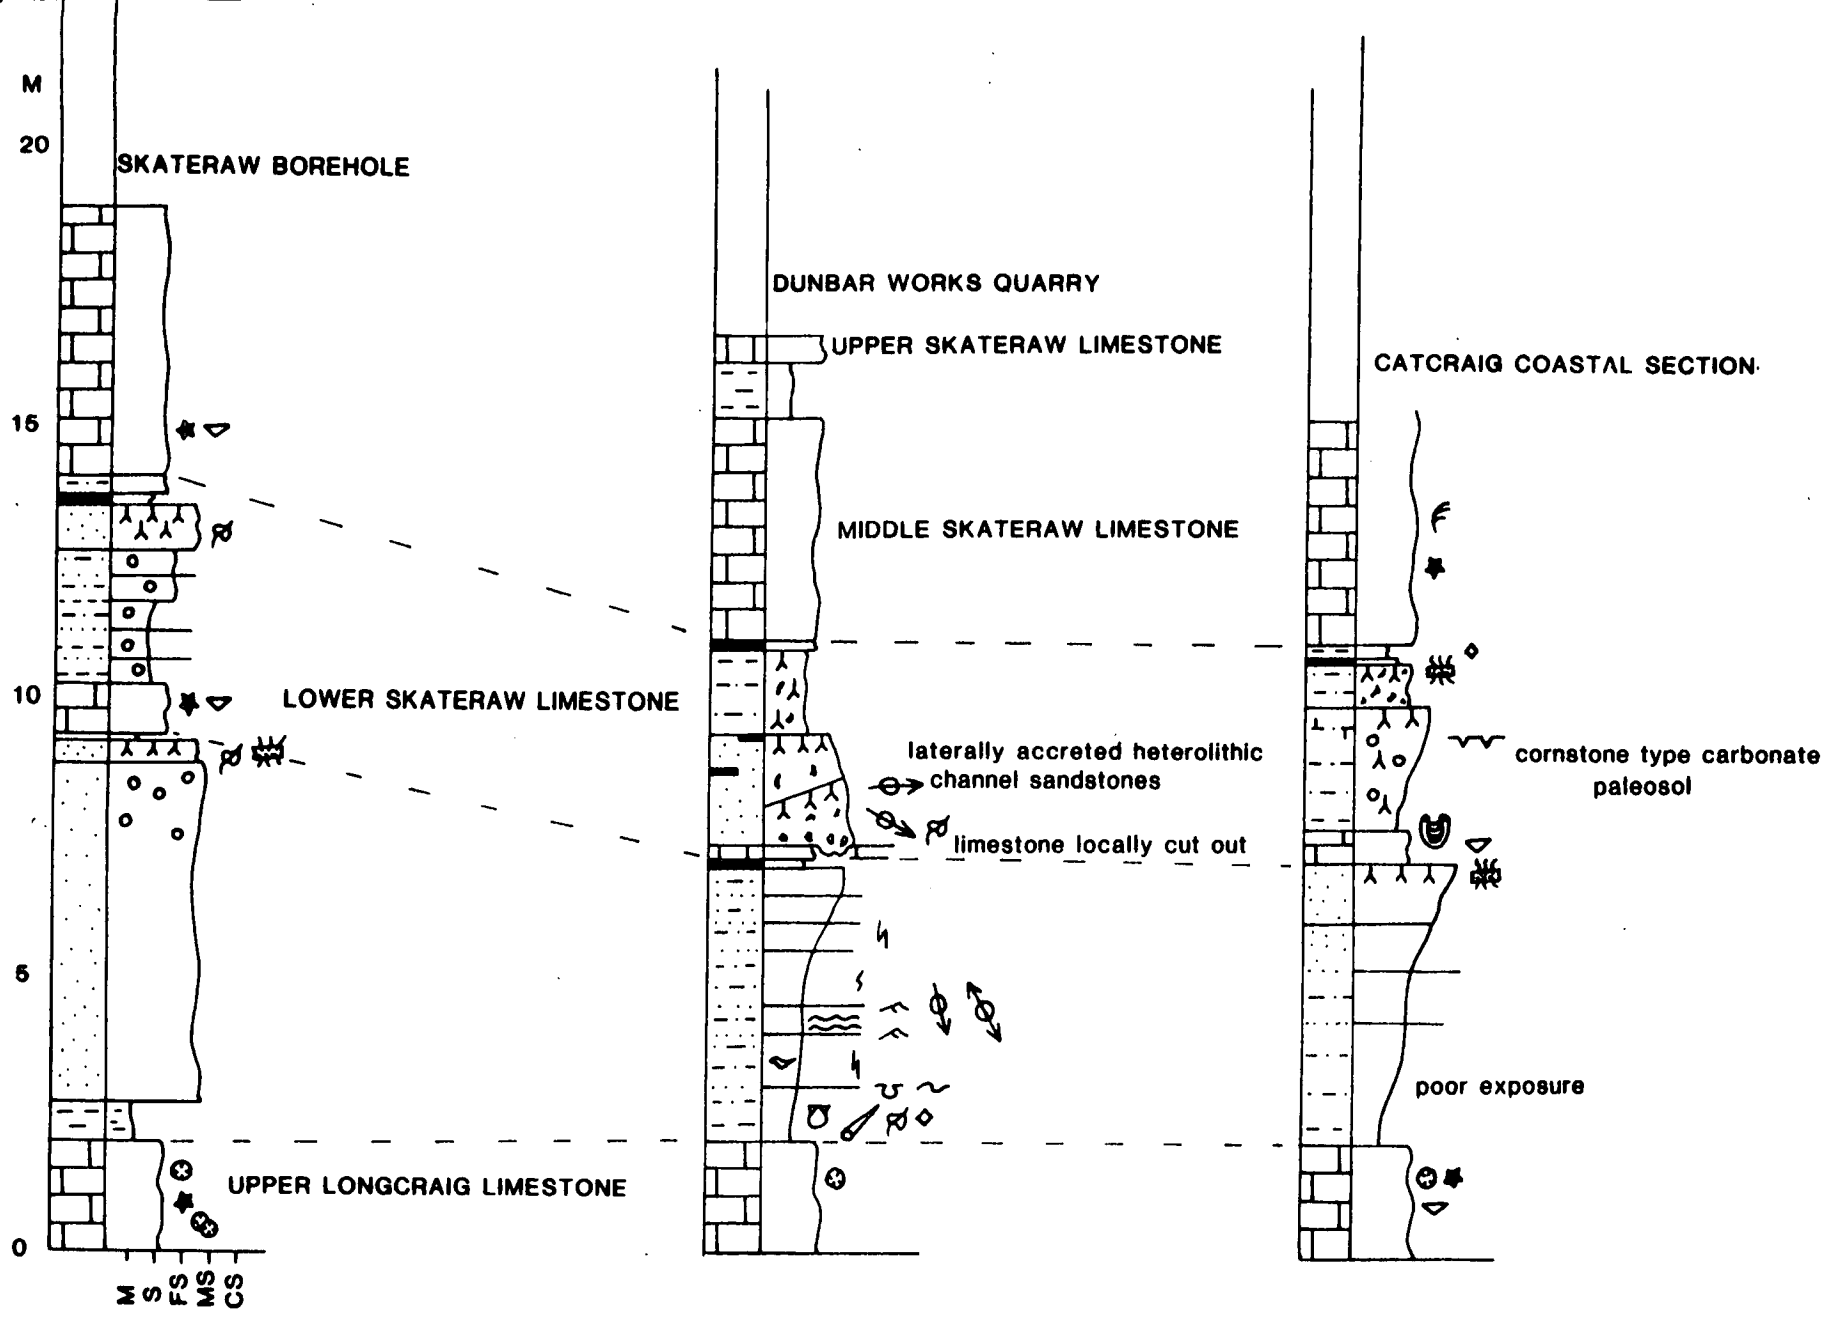 M
20
SKATERAW BOREHOLE
DUNBAR WORKS QUARRY
UPPER SKATERAW LIMESTONE
CATCRAIG COASTAL SECTION
15
MIDDLE SKATERAW LIMESTONE
10
LOWER SKATERAW LIMESTONE
laterally accreted heterolithic
channel sandstones
cornstone type carbonate
paleosol
limestone locally cut out
5
poor exposure
UPPER LONGCRAIG LIMESTONE
0
M
S
FS
MS
CS